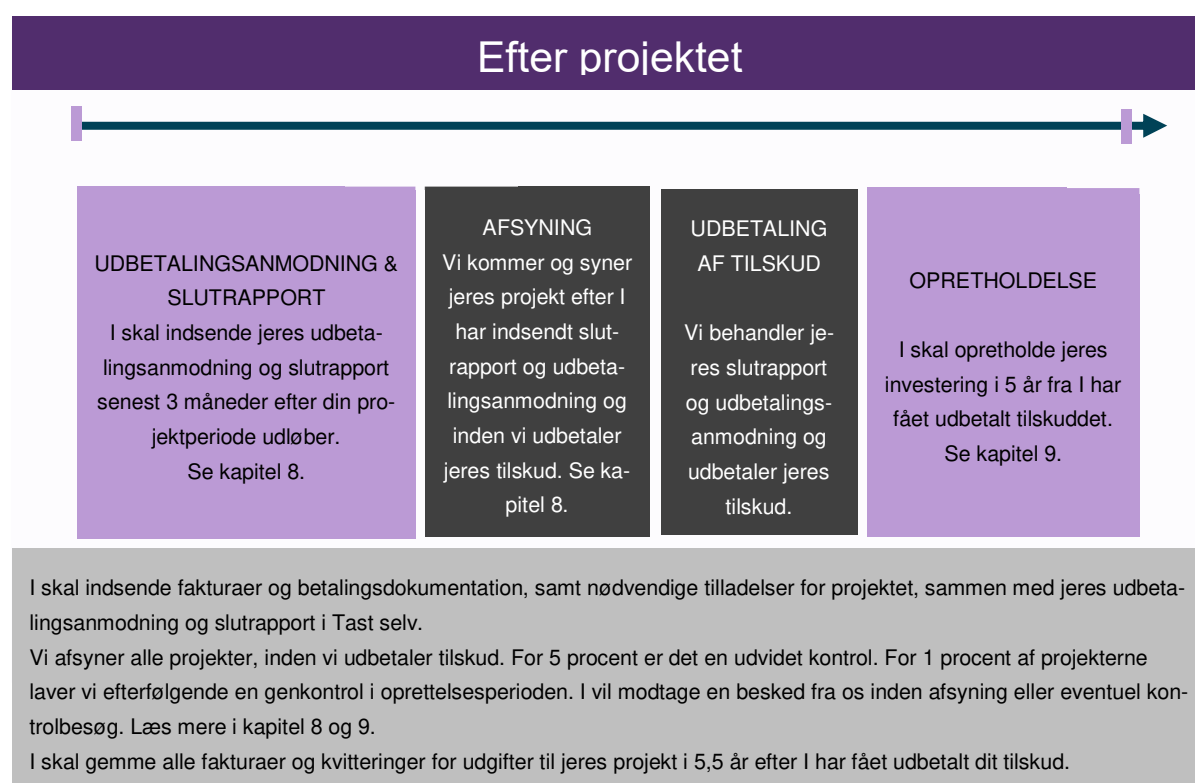 Efter projektet
UDBETALINGSANMODNING &
SLUTRAPPORT
I skal indsende jeres udbeta-
lingsanmodning og slutrapport
senest 3 måneder efter din pro-
jektperiode udløber.
Se kapitel 8.
AFSYNING
Vi kommer og syner
jeres projekt efter I
har indsendt slut-
rapport og udbeta-
lingsanmodning og
inden vi udbetaler
jeres tilskud. Se ka-
pitel 8.
UDBETALING
AF TILSKUD
Vi behandler je-
res slutrapport
og udbetalings-
anmodning og
udbetaler jeres
tilskud.
OPRETHOLDELSE
I skal opretholde jeres
investering i 5 år fra I har
fået udbetalt tilskuddet.
Se kapitel 9.
I skal indsende fakturaer og betalingsdokumentation, samt nødvendige tilladelser for projektet, sammen med jeres udbeta-
lingsanmodning og slutrapport i Tast selv.
Vi afsyner alle projekter, inden vi udbetaler tilskud. For 5 procent er det en udvidet kontrol. For 1 procent af projekterne
laver vi efterfølgende en genkontrol i oprettelsesperioden. I vil modtage en besked fra os inden afsyning eller eventuel kon-
trolbesøg. Læs mere i kapitel 8 og 9.
I skal gemme alle fakturaer og kvitteringer for udgifter til jeres projekt i 5,5 år efter I har fået udbetalt dit tilskud.